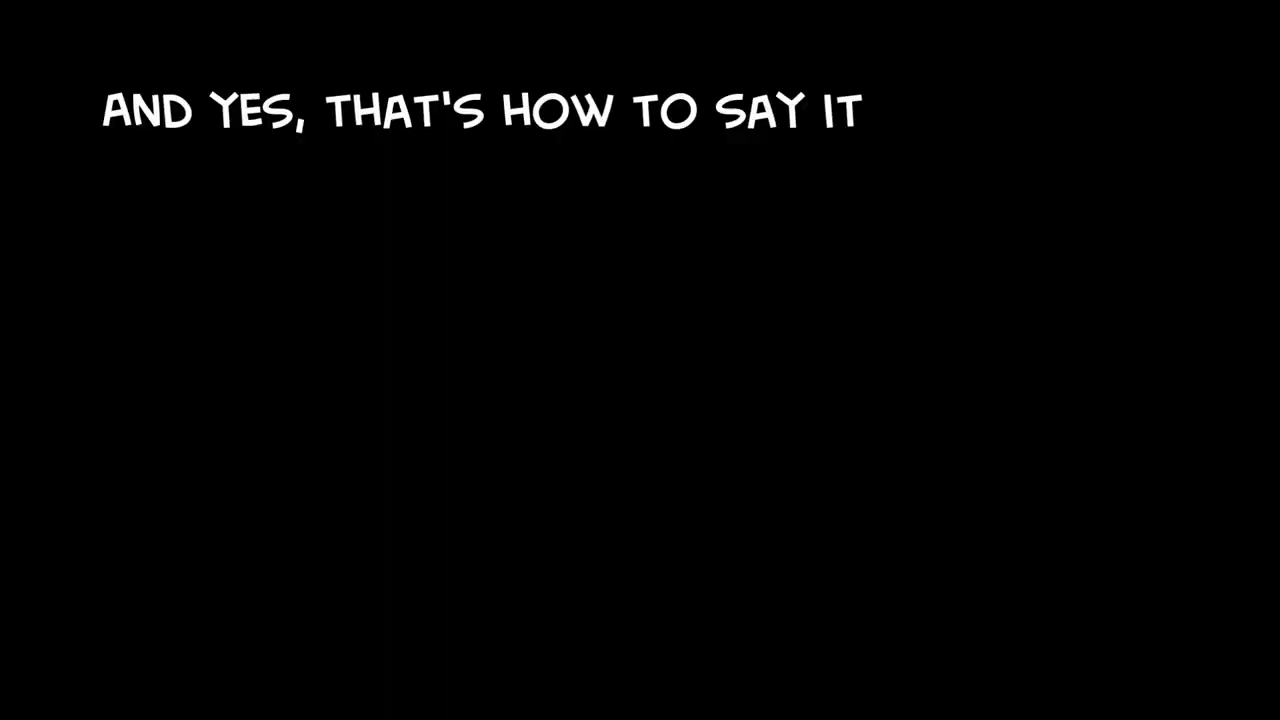 AND YES, THAT'S HOW TO SAY IT